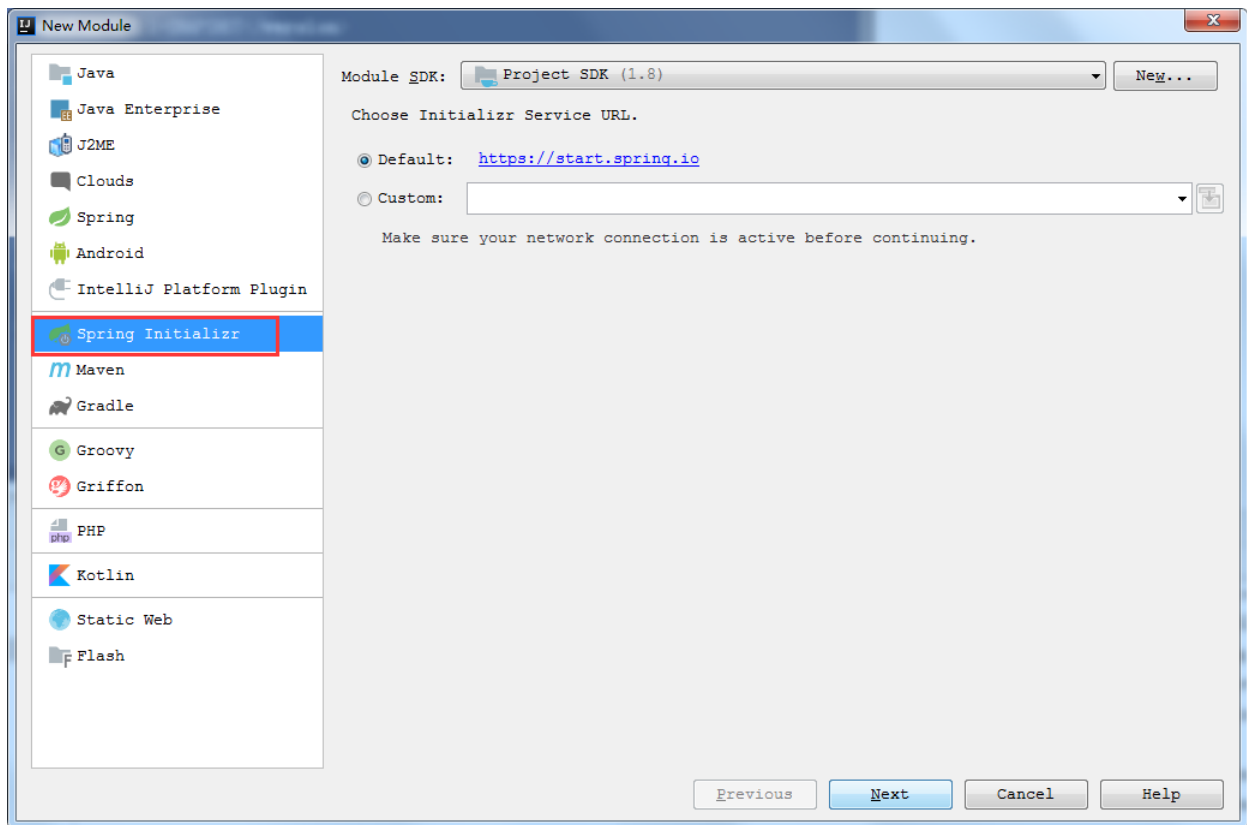 New Module
Java
Java Enterprise
J2ME
Clouds
Spring
Android
IntelliJ Platform Plugin
Spring Initializr
Maven
Gradle
Groovy
Griffon
PHP
Kotlin
Static Web
Flash
Module SDK: Project SDK (1.8) New...
Choose Initializr Service URL.
Default: https://start.spring.io
Custom:
Make sure your network connection is active before continuing.
Previous Next Cancel Help